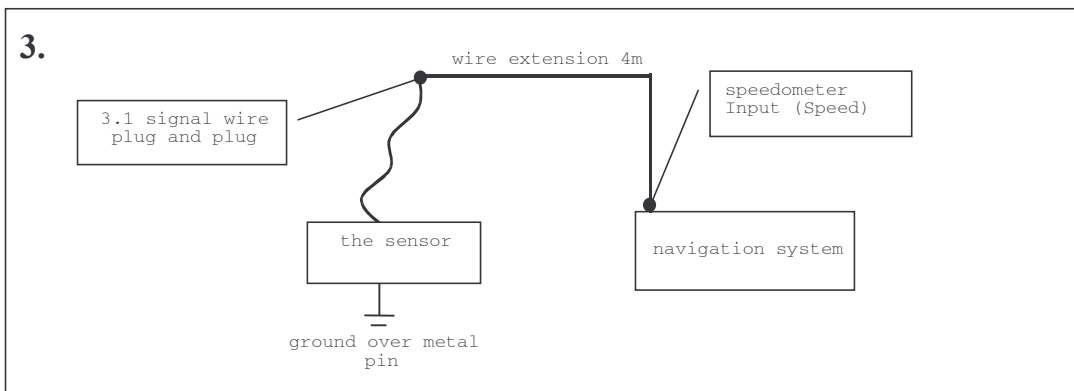 3.
wire extension 4m
speedometer
Input (Speed)
3.1 signal wire
plug and plug
the sensor
navigation system
ground over metal
pin